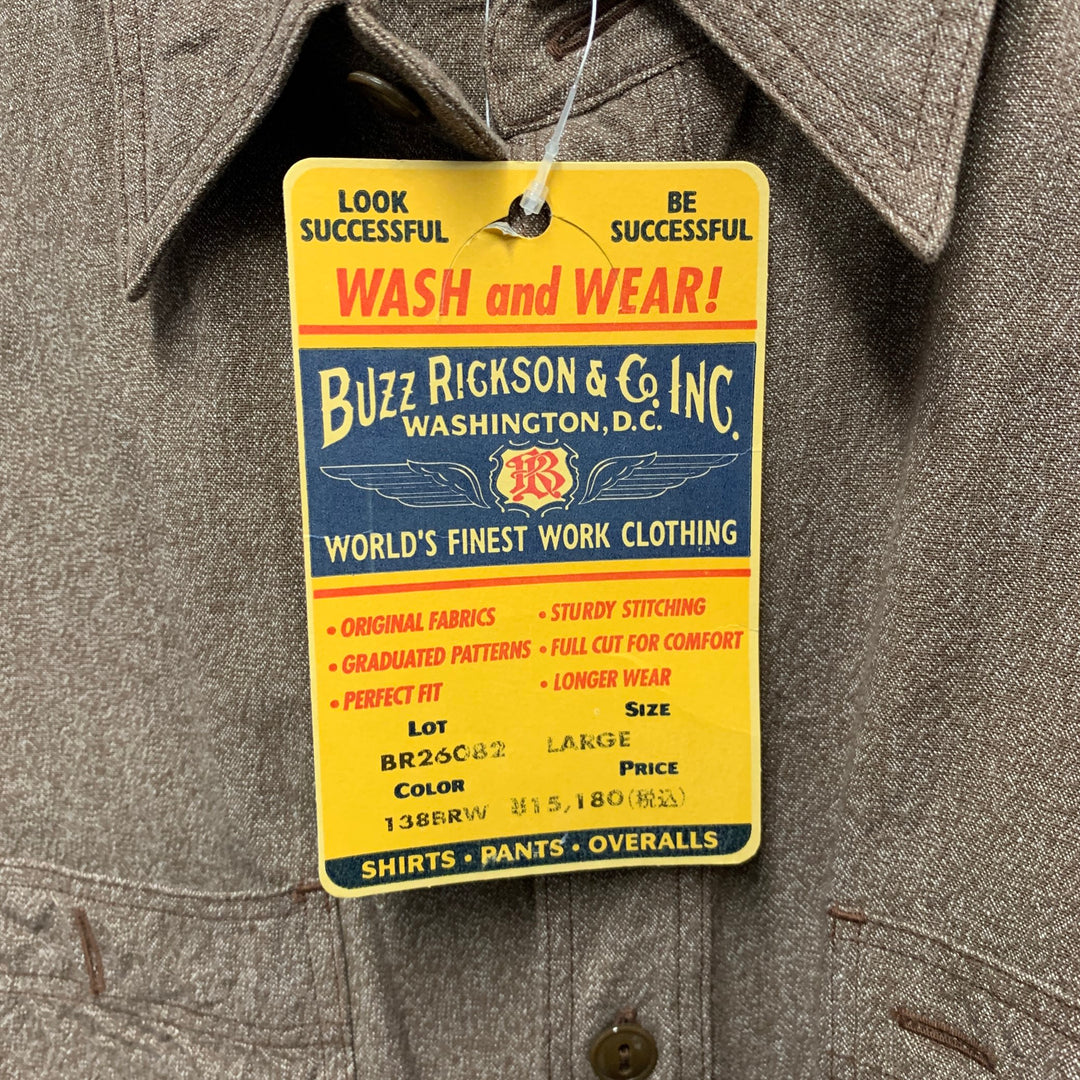 LOOK
SUCCESSFUL
BE
SUCCESSFUL
WASH and WEAR!
BUZZ RICKSON & CO. INC.
WASHINGTON, D.C.
BR
WORLD'S FINEST WORK CLOTHING
• ORIGINAL FABRICS
• GRADUATED PATTERNS
• PERFECT FIT
• STURDY STITCHING
• FULL CUT FOR COMFORT
• LONGER WEAR
LOT
BR26082
SIZE
LARGE
COLOR
138BRW
PRICE
¥15,180(税込)
SHIRTS • PANTS • OVERALLS